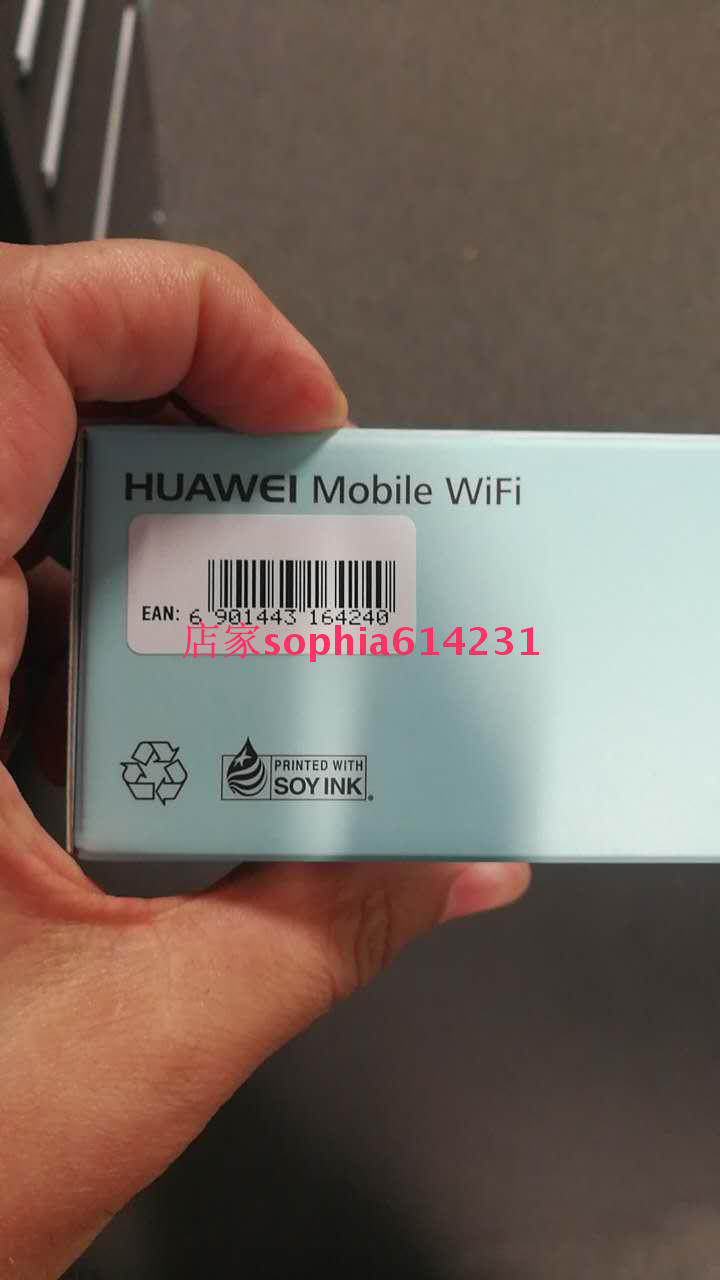 HUAWEI Mobile WiFi
EAN: 6 901443 164240
店家sophia614231
PRINTED WITH
SOY INK